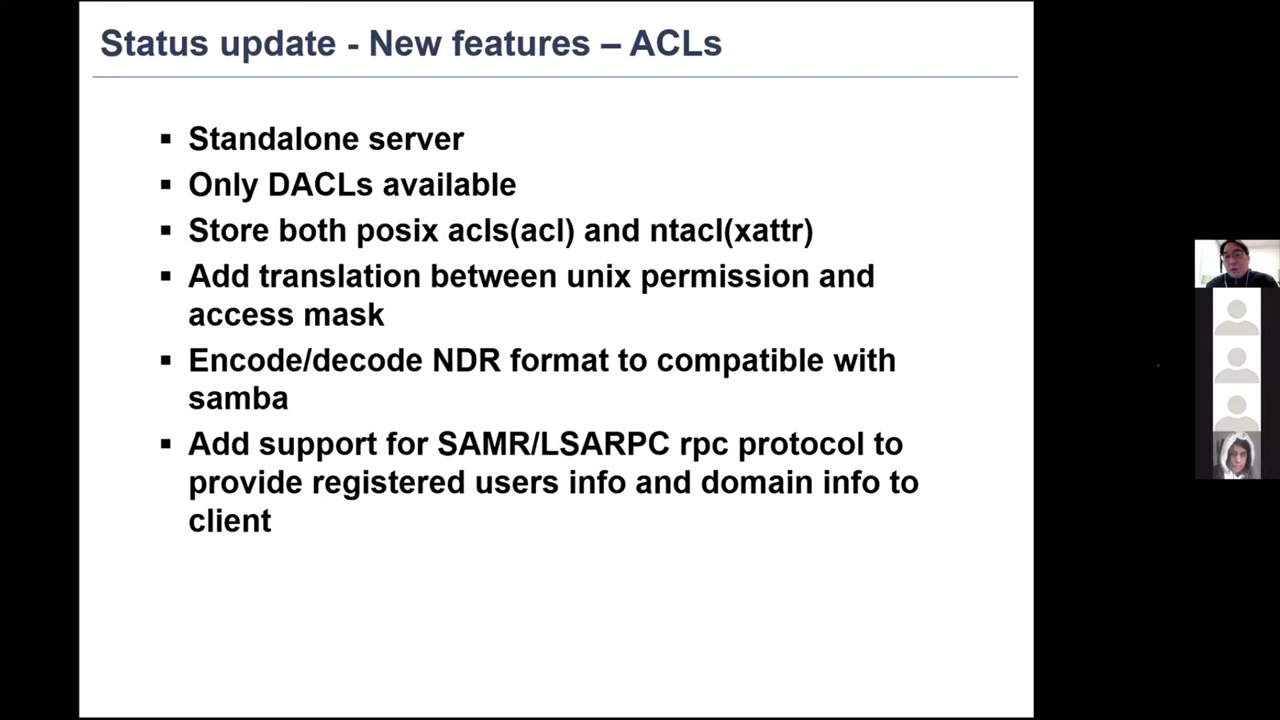 Status update - New features – ACLs
▪ Standalone server
▪ Only DACLs available
▪ Store both posix acls(acl) and ntacl(xattr)
▪ Add translation between unix permission and
access mask
▪ Encode/decode NDR format to compatible with
samba
▪ Add support for SAMR/LSARPC rpc protocol to
provide registered users info and domain info to
client